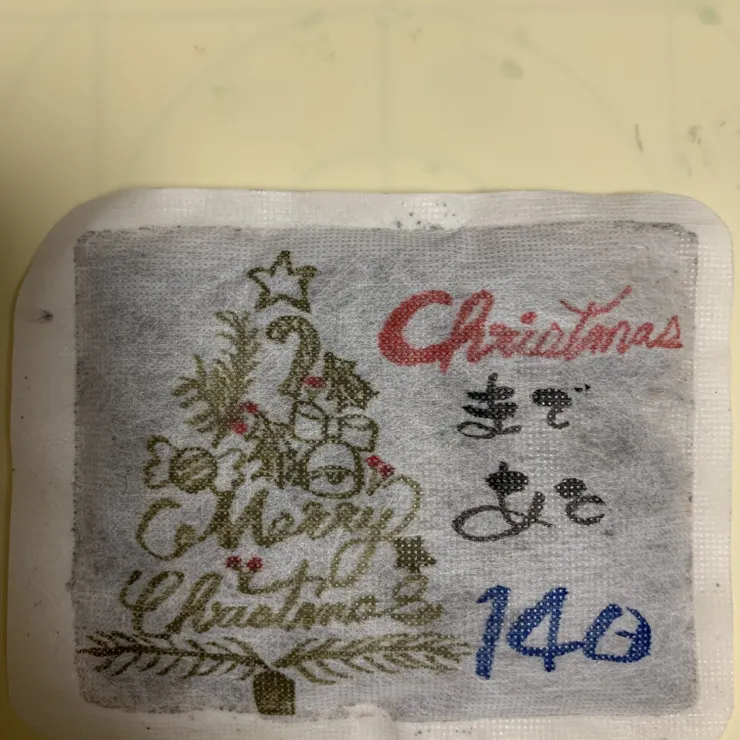 Christmas
まで
あと
14日
Merry
Christmas